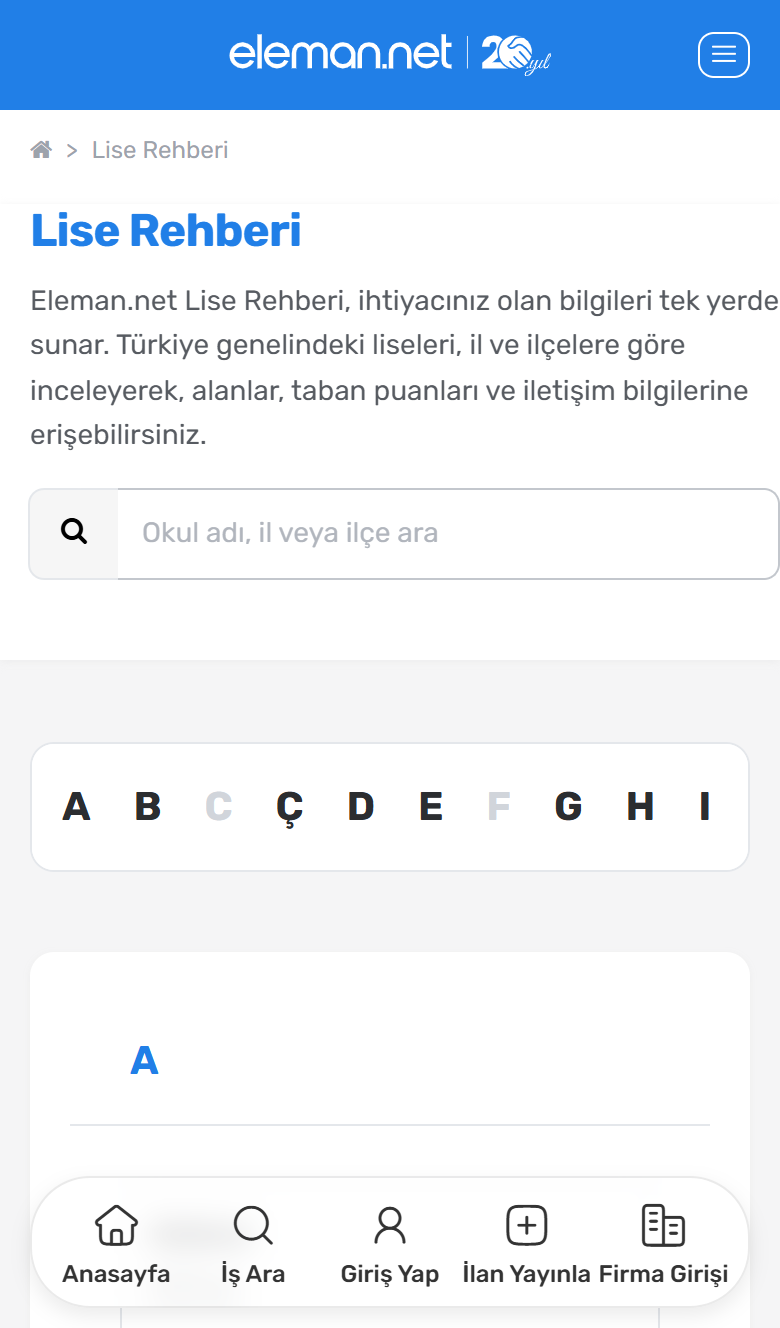 eleman.net 20.yıl
> Lise Rehberi
Lise Rehberi
Eleman.net Lise Rehberi, ihtiyacınız olan bilgileri tek yerde
sunar. Türkiye genelindeki liseleri, il ve ilçelere göre
inceleyerek, alanlar, taban puanları ve iletişim bilgilerine
erişebilirsiniz.
Okul adı, il veya ilçe ara
A B C Ç D E F G H I
A
Anasayfa İş Ara Giriş Yap İlan Yayınla Firma Girişi